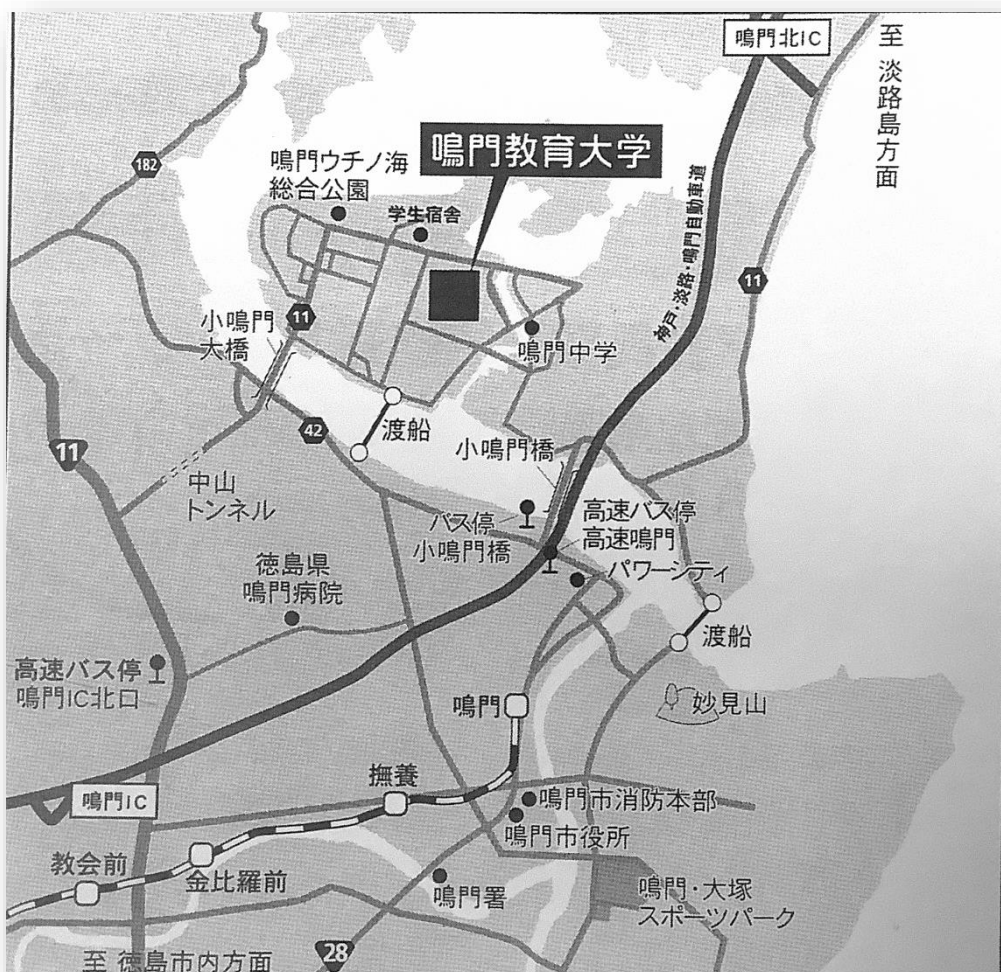 鳴門北IC
至 淡路島方面
鳴門教育大学
182
鳴門ウチノ海
総合公園
学生宿舎
神戸・淡路・鳴門自動車道
11
11
小鳴門
大橋
鳴門中学
渡船
42
11
小鳴門橋
中山
トンネル
バス停
小鳴門橋
高速バス停
高速鳴門
パワーシティ
徳島県
鳴門病院
渡船
高速バス停
鳴門IC北口
鳴門
妙見山
撫養
鳴門IC
鳴門市消防本部
鳴門市役所
教会前
金比羅前
鳴門署
鳴門・大塚
スポーツパーク
至 徳島市内方面
28